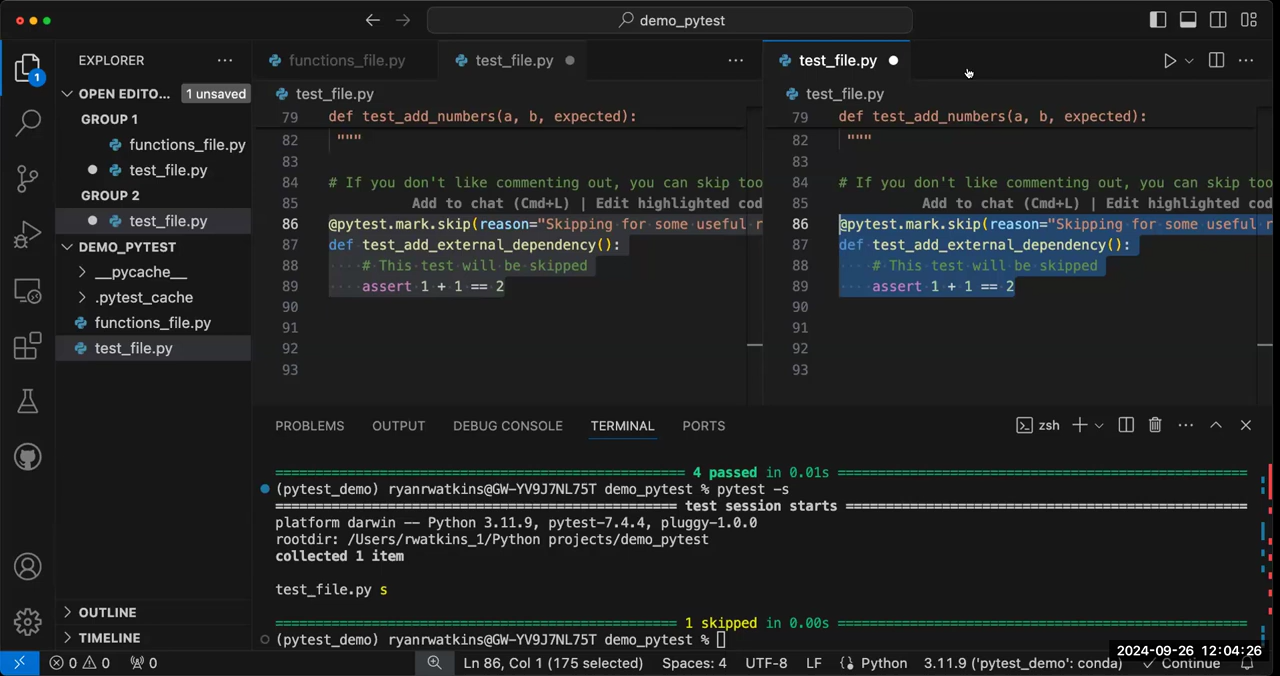 demo_pytest
EXPLORER
OPEN EDITO...
1 unsaved
GROUP 1
functions_file.py
test_file.py
GROUP 2
test_file.py
DEMO_PYTEST
__pycache__
.pytest_cache
functions_file.py
test_file.py
OUTLINE
TIMELINE
1
functions_file.py
test_file.py
test_file.py
79 def test_add_numbers(a, b, expected):
82 """
83
84 # If you don't like commenting out, you can skip too
Add to chat (Cmd+L) | Edit highlighted cod
85
86 @pytest.mark.skip(reason="Skipping for some useful r
87 def test_add_external_dependency():
88 ····# This test will be skipped
89 ····assert 1 + 1 == 2
90
91
92
93
test_file.py
test_file.py
79 def test_add_numbers(a, b, expected):
82 """
83
84 # If you don't like commenting out, you can skip too
Add to chat (Cmd+L) | Edit highlighted cod
85
86 @pytest.mark.skip(reason="Skipping for some useful r
87 def test_add_external_dependency():
88 ····#·This·test·will·be·skipped
89 ····assert·1·+·1·==·2
90
91
92
93
PROBLEMS OUTPUT DEBUG CONSOLE TERMINAL PORTS
zsh
4 passed in 0.01s
(pytest_demo) ryanrwatkins@GW-YV9J7NL75T demo_pytest % pytest -s
test session starts
platform darwin -- Python 3.11.9, pytest-7.4.4, pluggy-1.0.0
rootdir: /Users/rwatkins_1/Python projects/demo_pytest
collected 1 item
test_file.py s
1 skipped in 0.00s
(pytest_demo) ryanrwatkins@GW-YV9J7NL75T demo_pytest %
0 0 0 Ln 86, Col 1 (175 selected) Spaces: 4 UTF-8 LF Python 3.11.9 ('pytest_demo': conda) Continue
2024-09-26 12:04:26